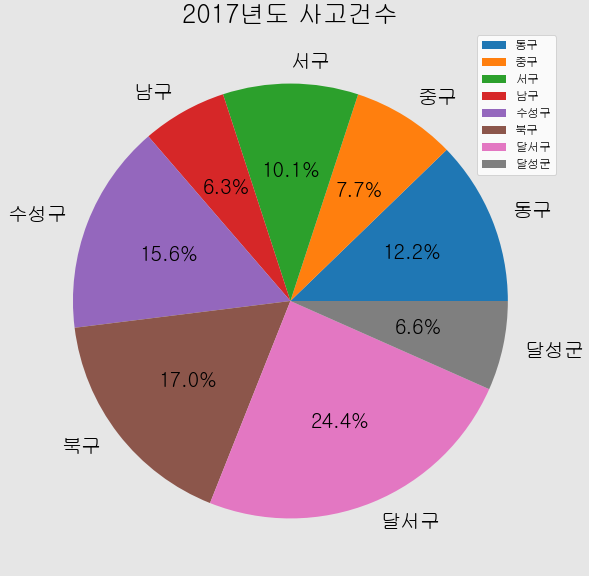 2017년도 사고건수
동구
중구
서구
남구
수성구
북구
달서구
달성군
서구
남구
중구
수성구
동구
북구
달서구
달성군
10.1%
6.3%
7.7%
15.6%
12.2%
6.6%
17.0%
24.4%